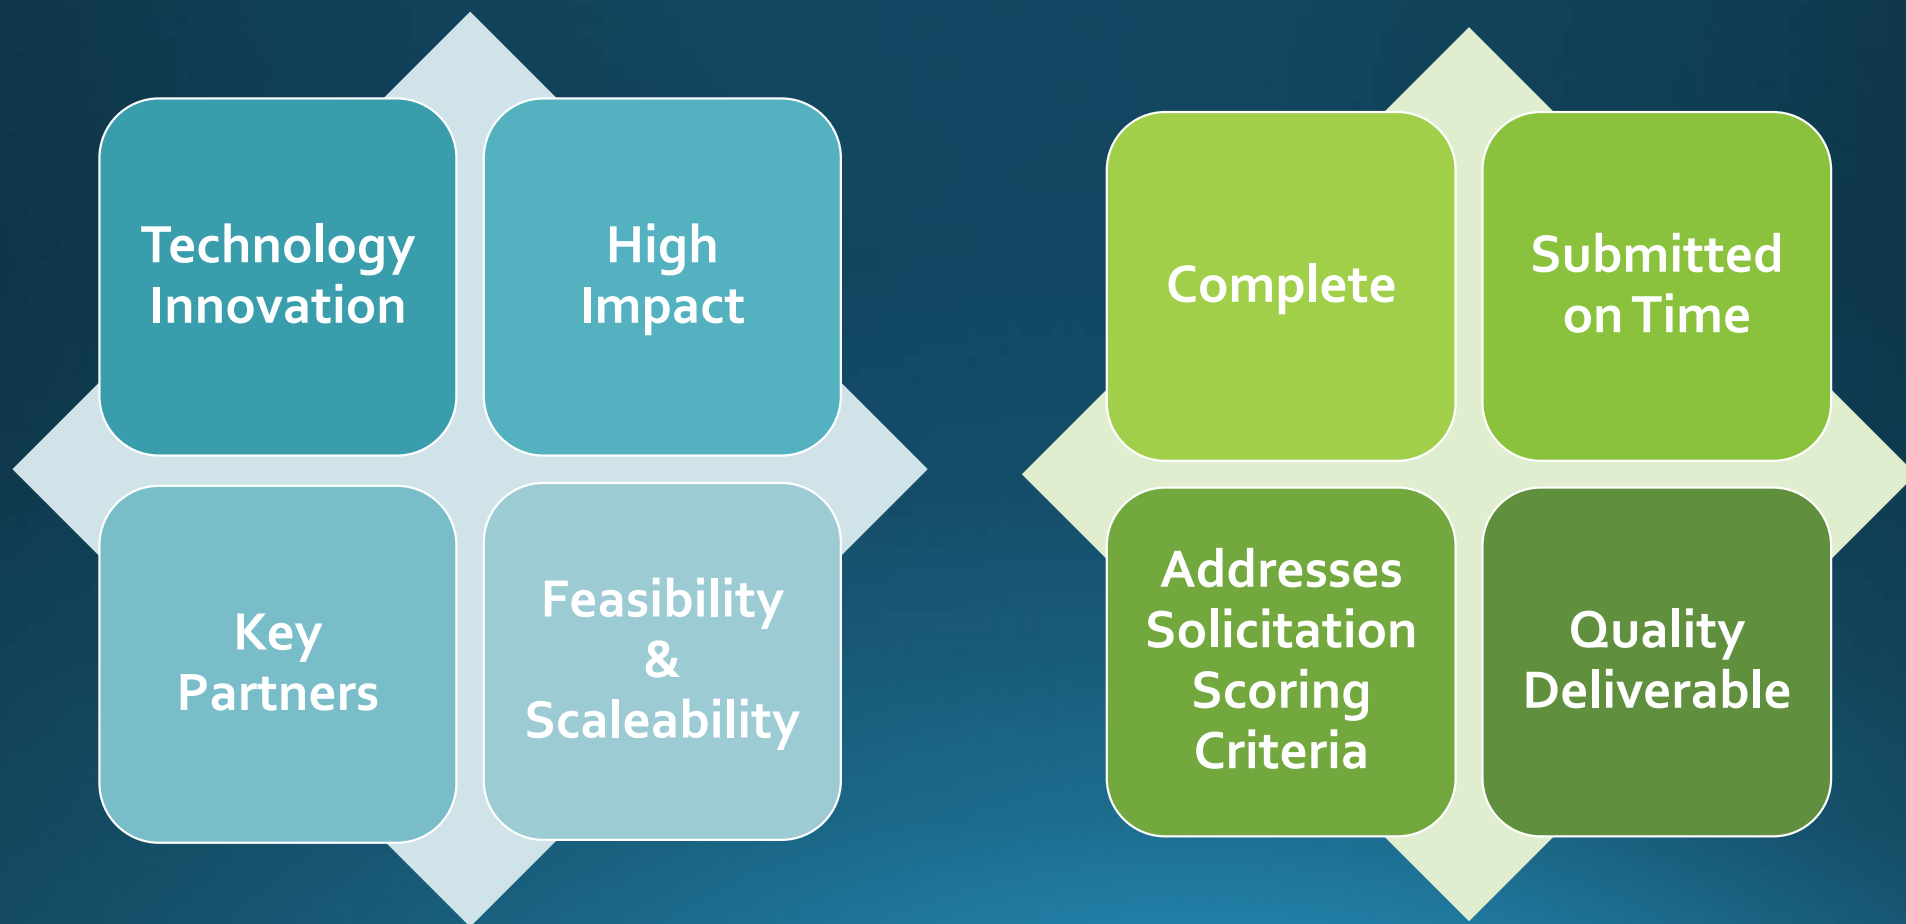 Technology
Innovation
High
Impact
Key
Partners
Feasibility
&
Scaleability
Complete
Submitted
on Time
Addresses
Solicitation
Scoring
Criteria
Quality
Deliverable